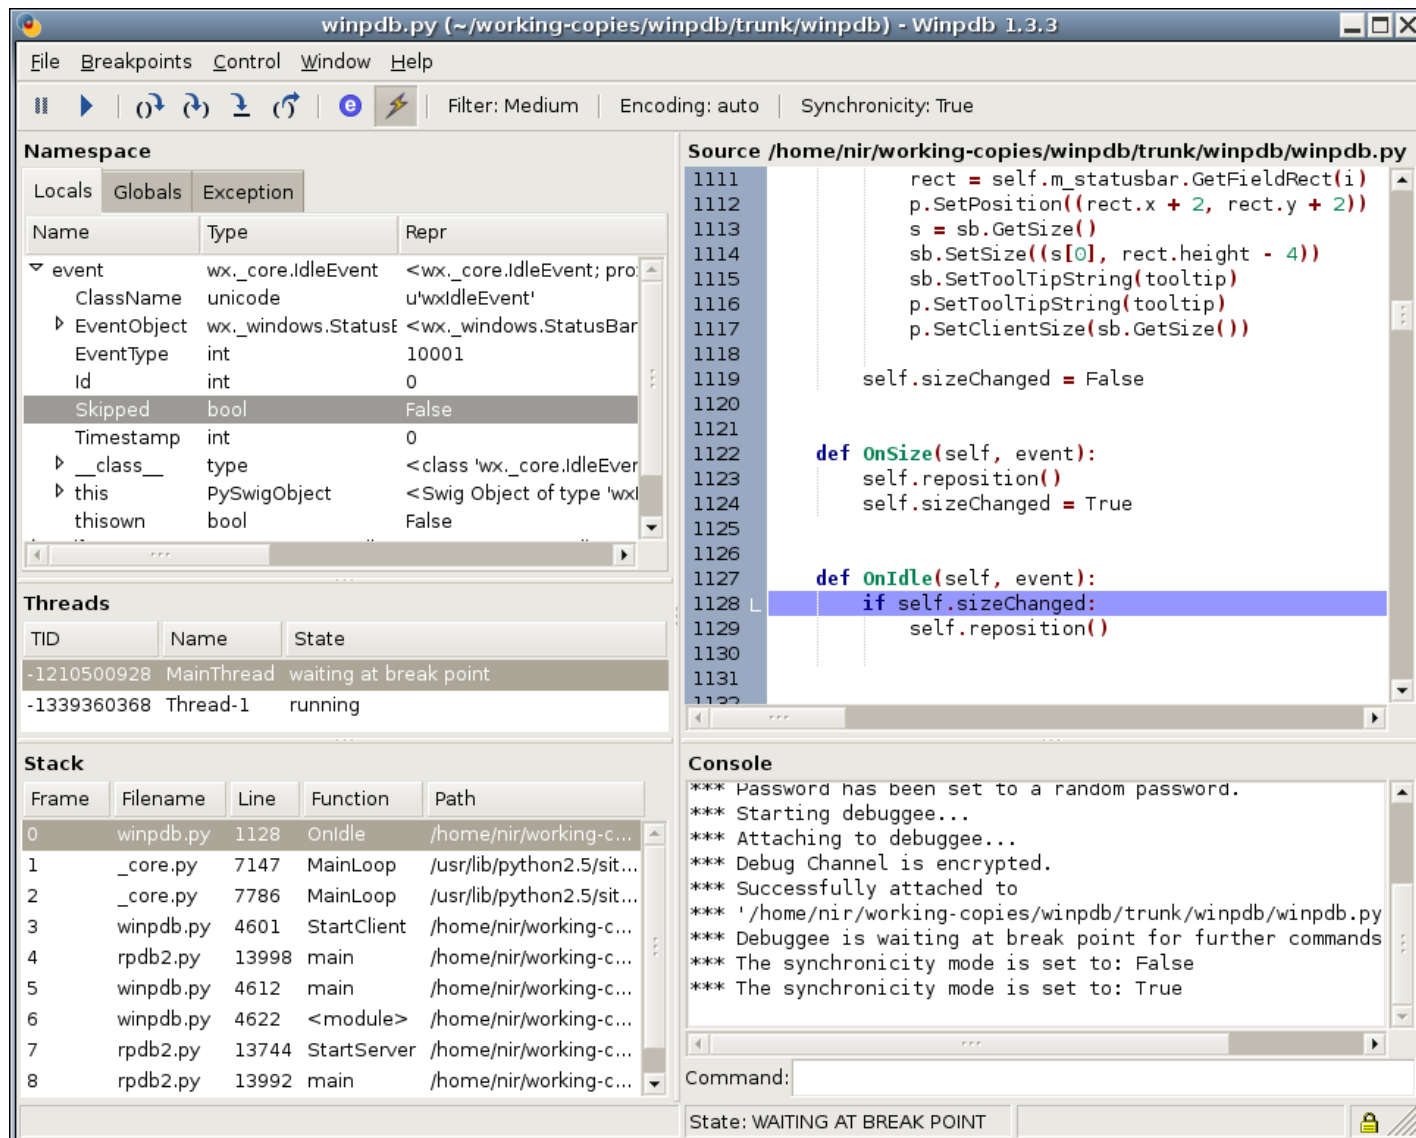 winpdb.py (~/working-copies/winpdb/trunk/winpdb) - Winpdb 1.3.3
File Breakpoints Control Window Help
Filter: Medium Encoding: auto Synchronicity: True
Namespace
Locals Globals Exception
Name Type Repr
event wx._core.IdleEvent <wx._core.IdleEvent; pro
ClassName unicode u'wxIdleEvent'
EventObject wx._windows.StatusB <wx._windows.StatusBar
EventType int 10001
Id int 0
Skipped bool False
Timestamp int 0
__class__ type <class 'wx._core.IdleEver
this PySwigObject <Swig Object of type 'wxI
thisown bool False
Threads
TID Name State
-1210500928 MainThread waiting at break point
-1339360368 Thread-1 running
Stack
Frame Filename Line Function Path
0 winpdb.py 1128 OnIdle /home/nir/working-c...
1 _core.py 7147 MainLoop /usr/lib/python2.5/sit...
2 _core.py 7786 MainLoop /usr/lib/python2.5/sit...
3 winpdb.py 4601 StartClient /home/nir/working-c...
4 rpdb2.py 13998 main /home/nir/working-c...
5 winpdb.py 4612 main /home/nir/working-c...
6 winpdb.py 4622 <module> /home/nir/working-c...
7 rpdb2.py 13744 StartServer /home/nir/working-c...
8 rpdb2.py 13992 main /home/nir/working-c...
Source /home/nir/working-copies/winpdb/trunk/winpdb/winpdb.py
1111 rect = self.m_statusbar.GetFieldRect(i)
1112 p.SetPosition((rect.x + 2, rect.y + 2))
1113 s = sb.GetSize()
1114 sb.SetSize((s[0], rect.height - 4))
1115 sb.SetToolTipString(tooltip)
1116 p.SetToolTipString(tooltip)
1117 p.SetClientSize(sb.GetSize())
1118
1119 self.sizeChanged = False
1120
1121
1122 def OnSize(self, event):
1123 self.reposition()
1124 self.sizeChanged = True
1125
1126
1127 def OnIdle(self, event):
1128 if self.sizeChanged:
1129 self.reposition()
1130
1131
1132
Console
*** Password has been set to a random password.
*** Starting debuggee...
*** Attaching to debuggee...
*** Debug Channel is encrypted.
*** Successfully attached to
*** '/home/nir/working-copies/winpdb/trunk/winpdb/winpdb.py
*** Debuggee is waiting at break point for further commands
*** The synchronicity mode is set to: False
*** The synchronicity mode is set to: True
Command:
State: WAITING AT BREAK POINT